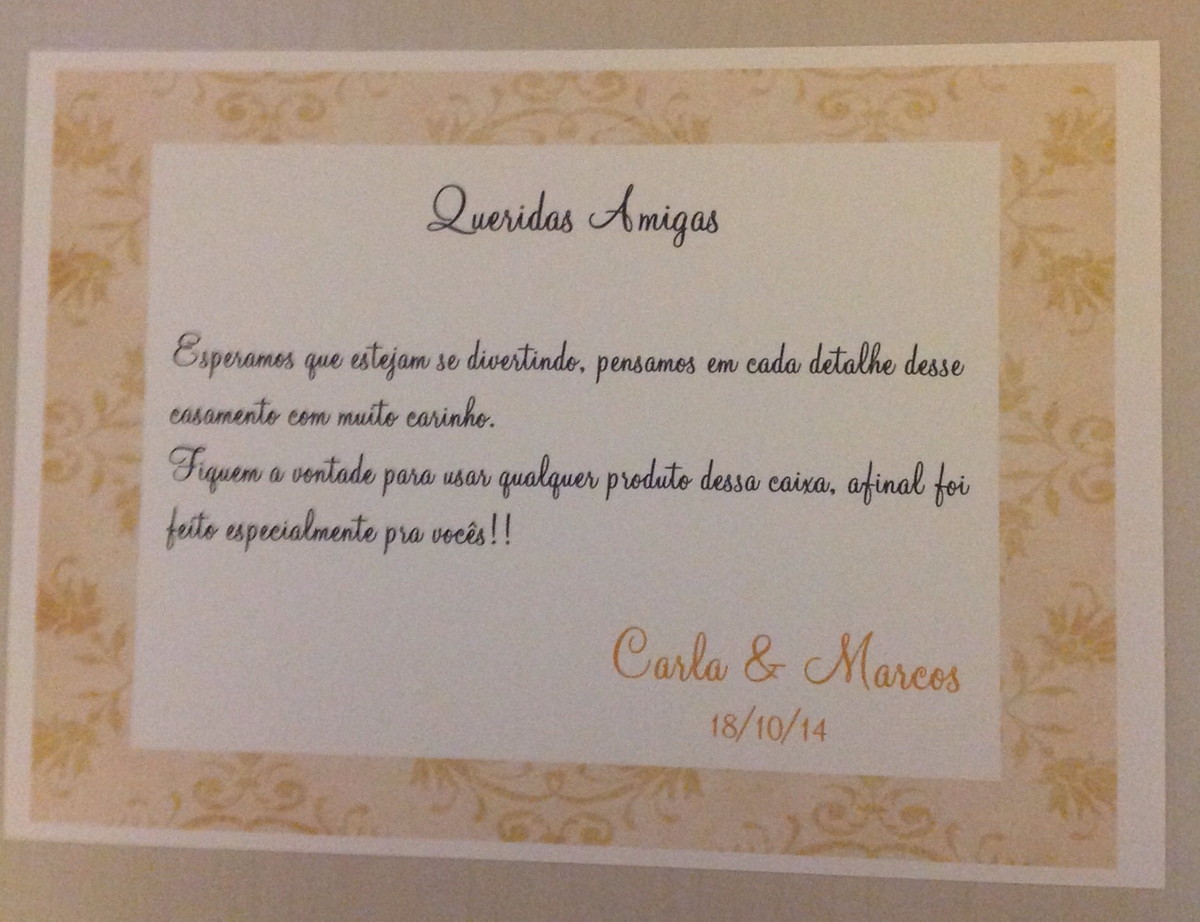 Queridas Amigas
Esperamos que estejam se divertindo, pensamos em cada detalhe desse
casamento com muito carinho.
Fiquem a vontade para usar qualquer produto dessa caixa, afinal foi
feito especialmente pra vocês!!
Carla & Marcos
18/10/14